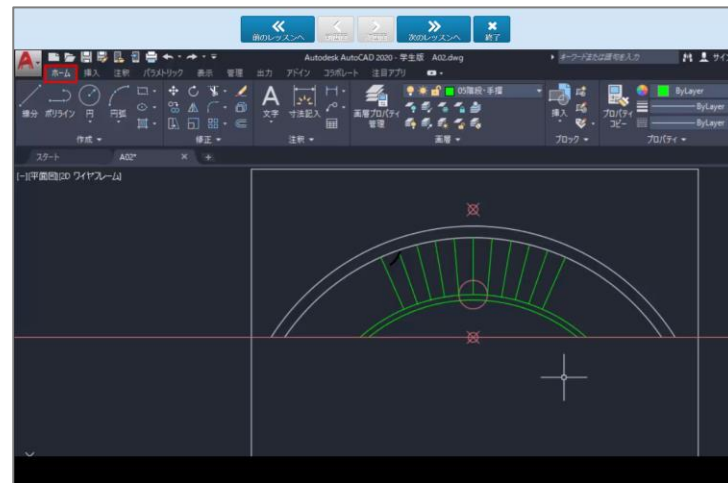 前のレッスンへ
次のレッスンへ
終了
Autodesk AutoCAD 2020 - 学生版 A02.dwg
キーワードまたは語句を入力
サイ
ホーム 挿入 注釈 パラメトリック 表示 管理 出力 アドイン コラボレート 注目アプリ
線分 ポリライン 円 円弧
文字 寸法記入
画層プロパティ管理
05階段・手摺
挿入
プロパティコピー
ByLayer
ByLayer
ByLayer
作成 修正 注釈 画層 ブロック プロパティ
スタート A02*
[-][平面図][2D ワイヤフレーム]